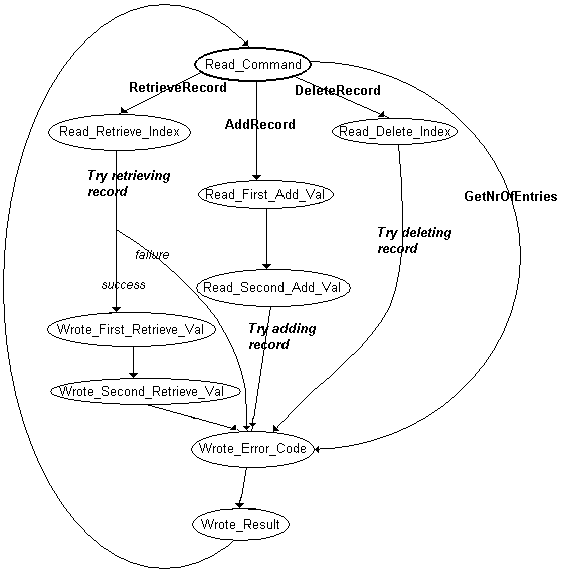 Read_Command
RetrieveRecord
DeleteRecord
AddRecord
Read_Retrieve_Index
Read_Delete_Index
Try retrieving
record
Read_First_Add_Val
GetNrOfEntries
Try deleting
record
failure
success
Read_Second_Add_Val
Wrote_First_Retrieve_Val
Try adding
record
Wrote_Second_Retrieve_Val
Wrote_Error_Code
Wrote_Result